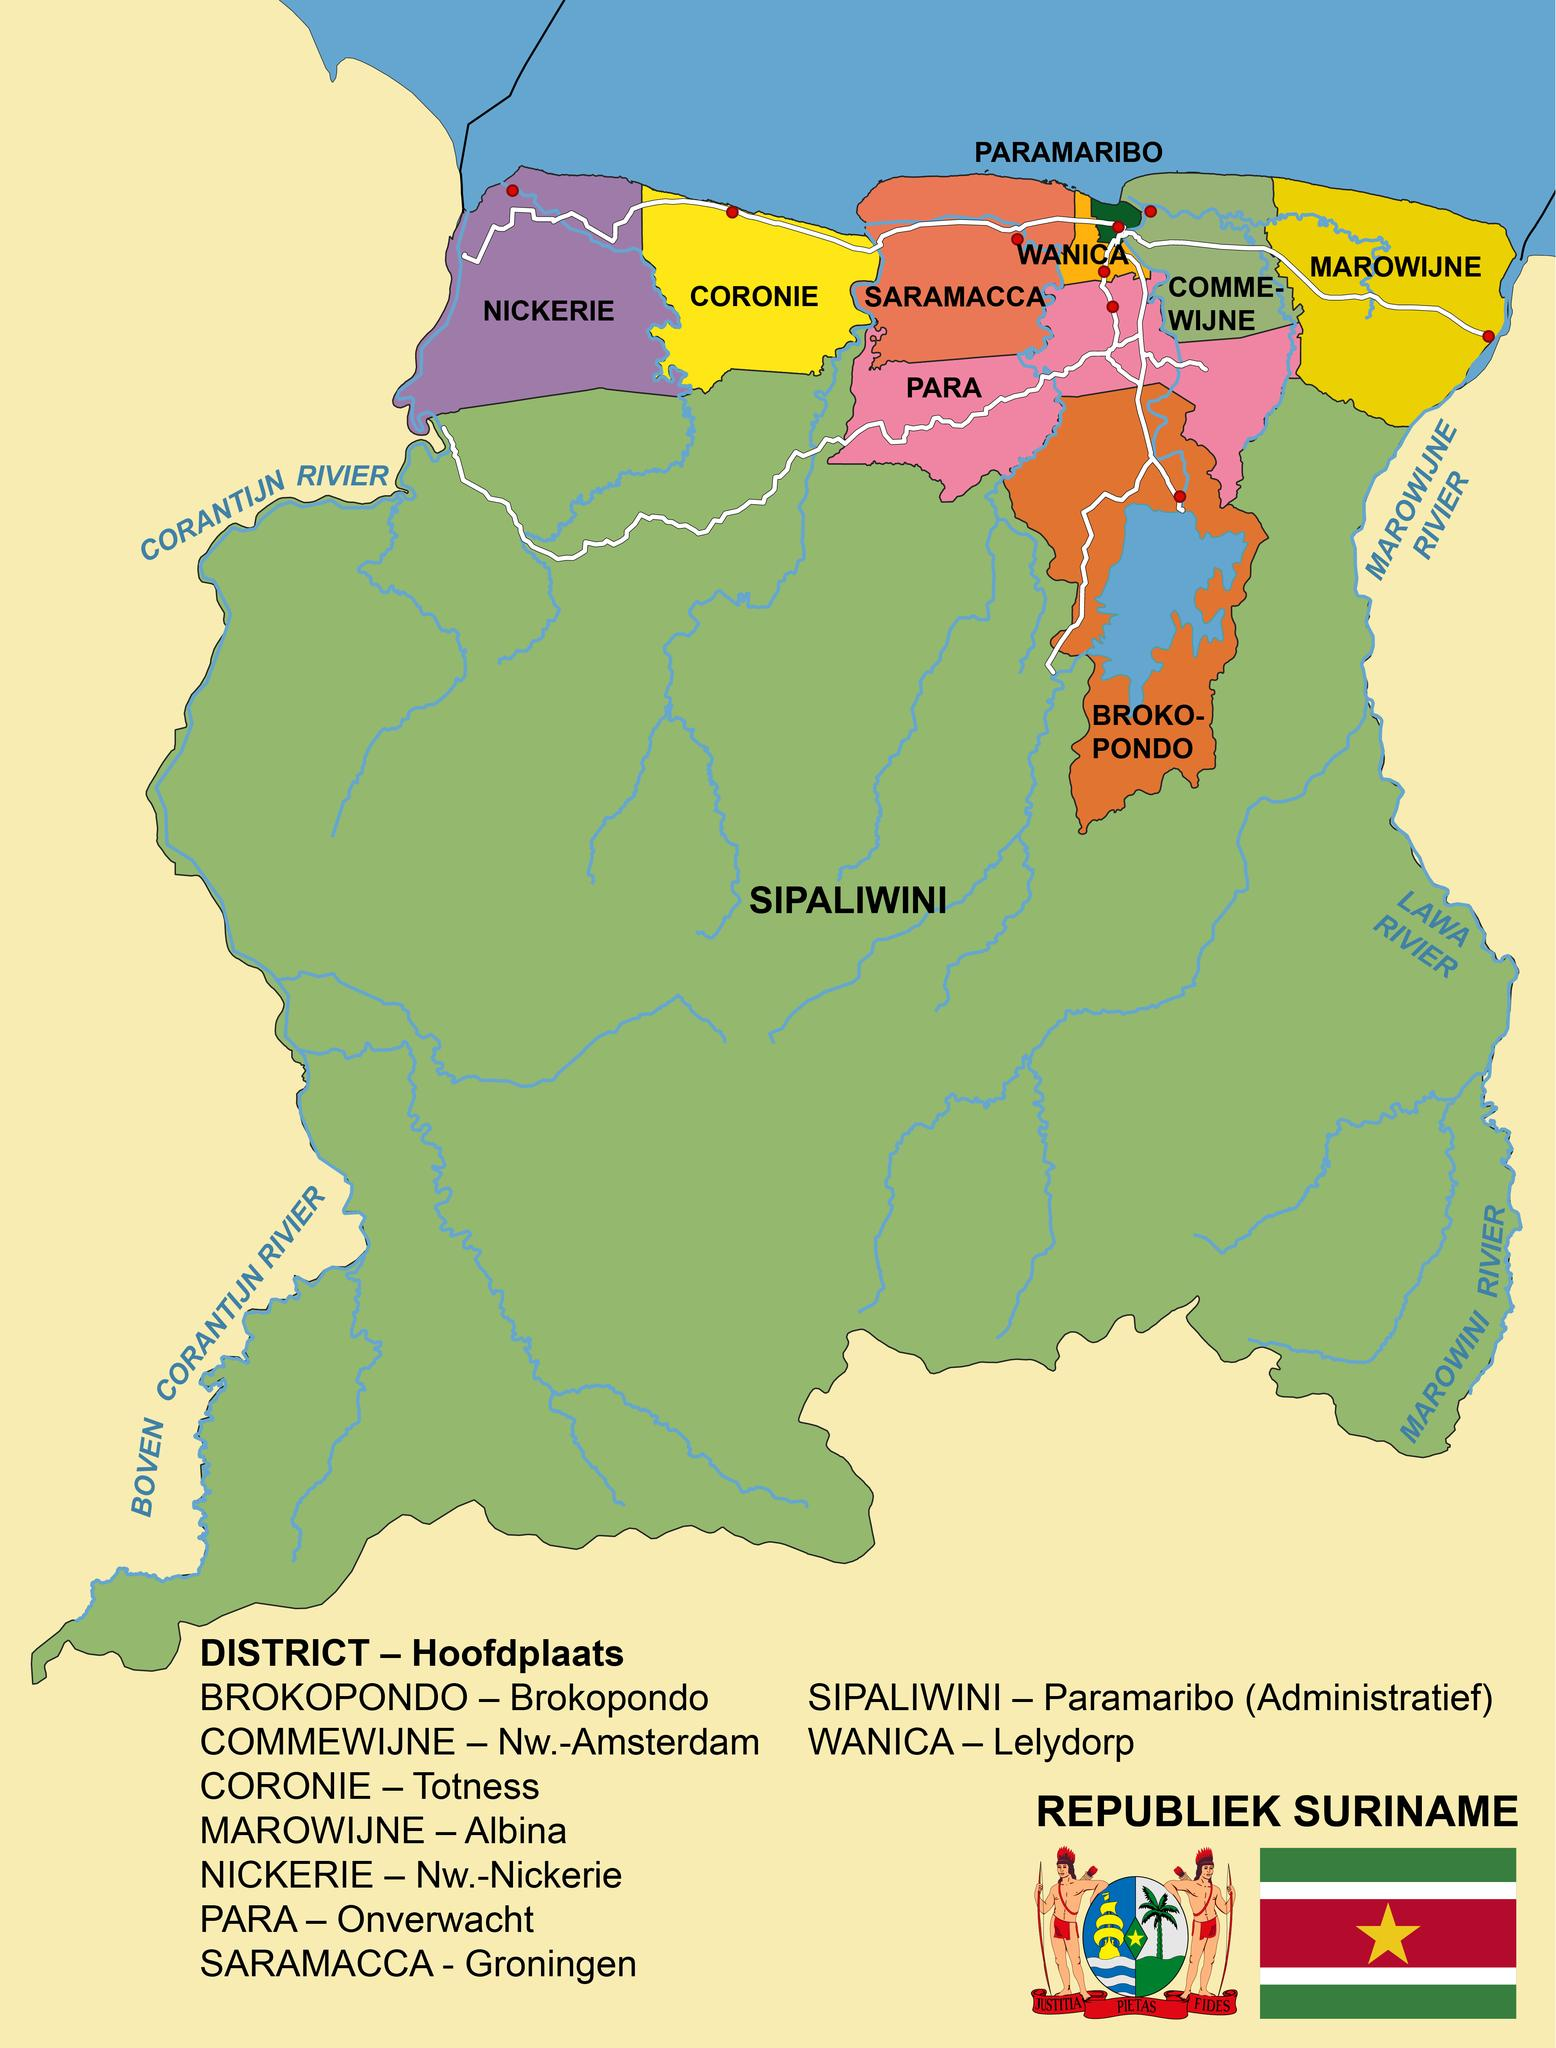 PARAMARIBO
WANICA
MAROWIJNE
NICKERIE
CORONIE
SARAMACCA
COMME-
WIJNE
PARA
CORANTIJN RIVIER
MAROWIJNE
RIVIER
BROKO-
PONDO
SIPALIWINI
LAWA
RIVIER
BOVEN CORANTIJN RIVIER
MAROWINI RIVIER
DISTRICT – Hoofdplaats
BROKOPONDO – Brokopondo
COMMEWIJNE – Nw.-Amsterdam
CORONIE – Totness
MAROWIJNE – Albina
NICKERIE – Nw.-Nickerie
PARA – Onverwacht
SARAMACCA - Groningen
SIPALIWINI – Paramaribo (Administratief)
WANICA – Lelydorp
REPUBLIEK SURINAME
JUSTITIA PIETAS FIDES